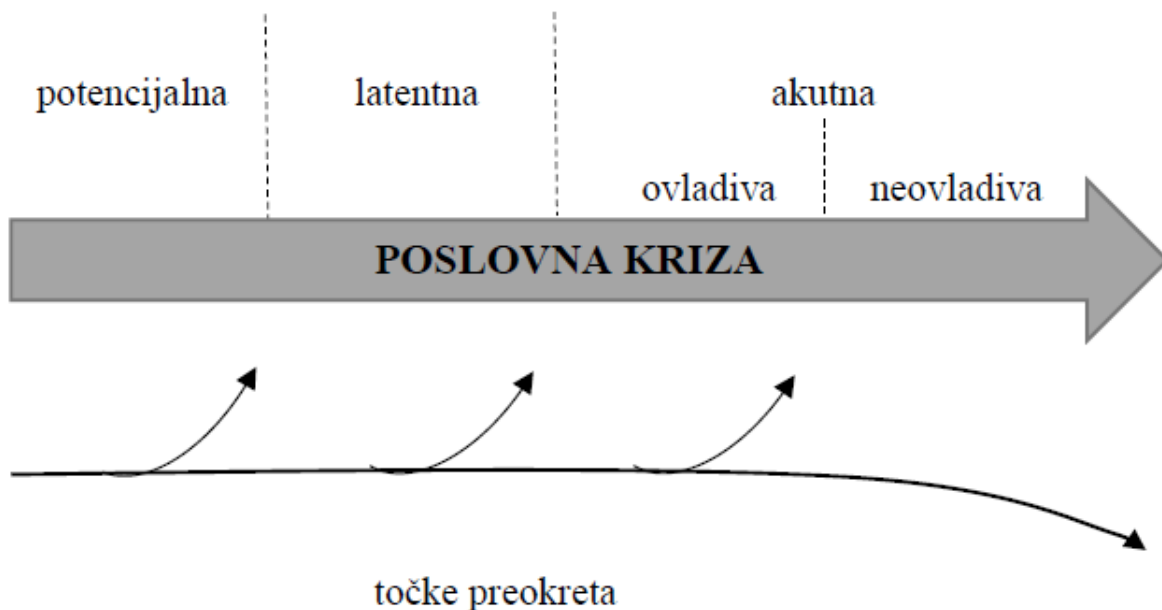 potencijalna latentna akutna
ovladiva neovladiva
POSLOVNA KRIZA
točke preokreta